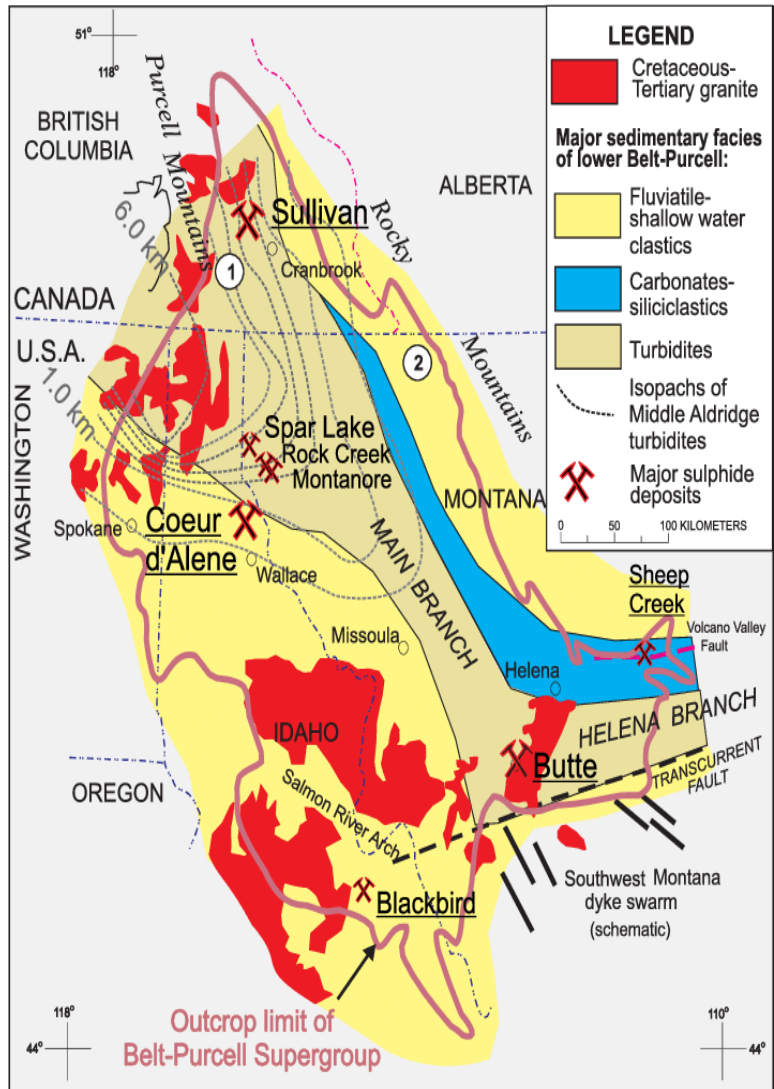 51°
118°
BRITISH
COLUMBIA
Purcell Mountains
6.0 km
Sullivan
Cranbrook
1
Rocky
Mountains
ALBERTA
CANADA
U.S.A.
2
1.0 km
WASHINGTON
Spar Lake
Rock Creek
Montanore
MONTANA
Spokane
Coeur
d'Alene
Wallace
MAIN BRANCH
Missoula
Helena
Sheep
Creek
Volcano Valley
Fault
HELENA BRANCH
TRANSCURRENT
FAULT
IDAHO
Butte
OREGON
Salmon River Arch
Blackbird
Southwest Montana
dyke swarm
(schematic)
Outcrop limit of
Belt-Purcell Supergroup
118°
44°
110°
44°
LEGEND
Cretaceous-
Tertiary granite
Major sedimentary facies
of lower Belt-Purcell:
Fluviatile-
shallow water
clastics
Carbonates-
siliciclastics
Turbidites
Isopachs of
Middle Aldridge
turbidites
Major sulphide
deposits
0 50 100 KILOMETERS